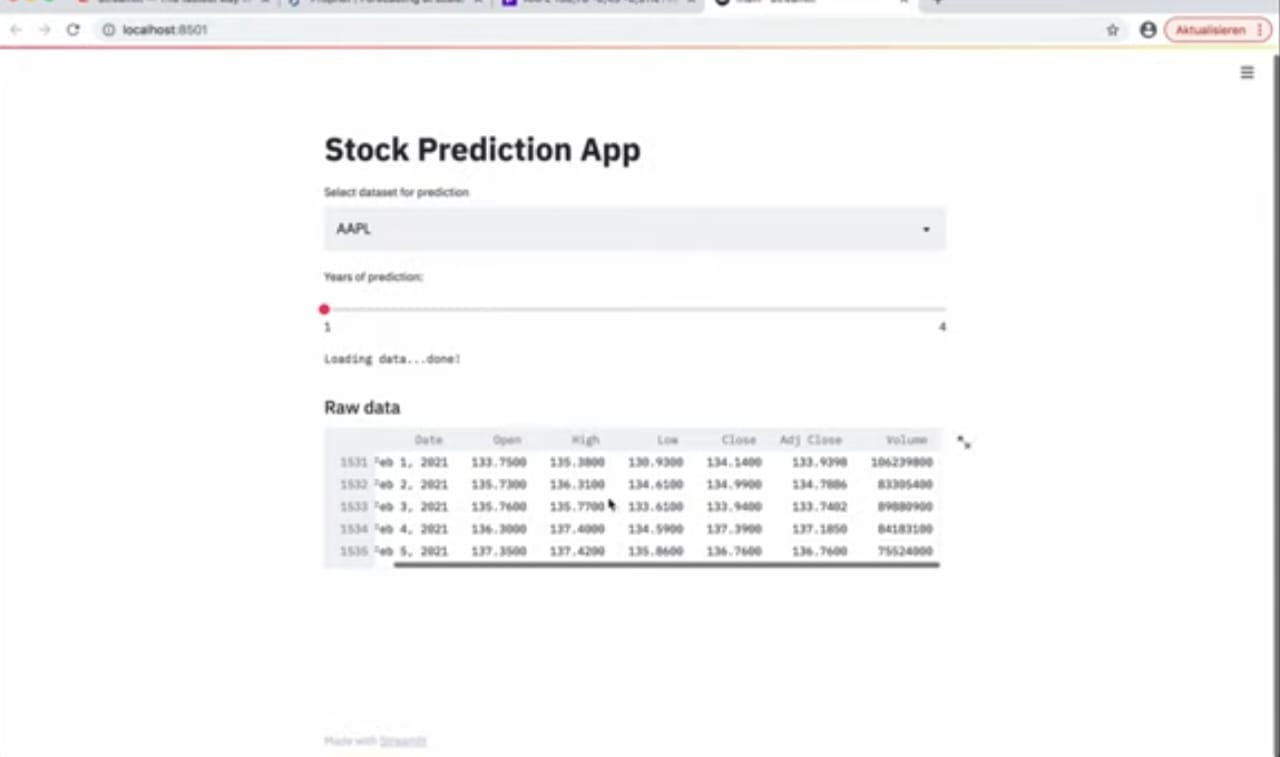 localhost:8501
Aktualisieren
Stock Prediction App
Select dataset for prediction
AAPL
Years of prediction:
1 4
Loading data...done!
Raw data
Date Open High Low Close Adj Close Volume
1531 Feb 1, 2021 133.7500 135.3800 130.9300 134.1400 133.9398 106239800
1532 Feb 2, 2021 135.7300 136.3100 134.6100 134.9900 134.7886 83305400
1533 Feb 3, 2021 135.7600 135.7700 133.6100 133.9400 133.7402 89880900
1534 Feb 4, 2021 136.3000 137.4000 134.5900 137.3900 137.1850 84183100
1535 Feb 5, 2021 137.3500 137.4200 135.8600 136.7600 136.7600 75524000
Made with Streamlit